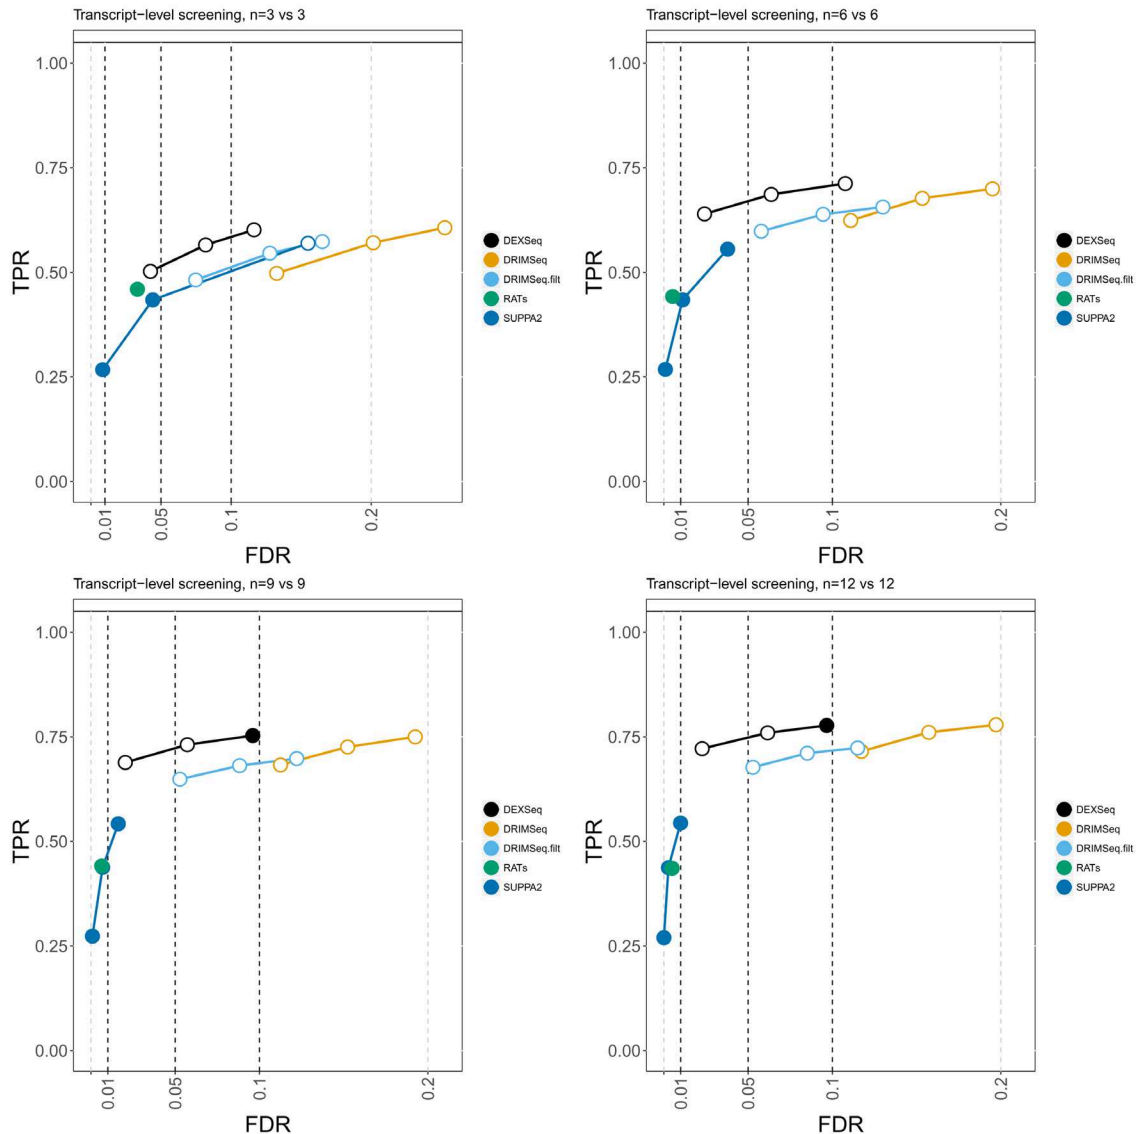 Transcript−level screening, n=3 vs 3
1.00
0.75
0.50
0.25
0.00
TPR
0.01
0.05
0.1
0.2
FDR
DEXSeq
DRIMSeq
DRIMSeq.filt
RATs
SUPPA2
Transcript−level screening, n=6 vs 6
1.00
0.75
0.50
0.25
0.00
TPR
0.01
0.05
0.1
0.2
FDR
DEXSeq
DRIMSeq
DRIMSeq.filt
RATs
SUPPA2
Transcript−level screening, n=9 vs 9
1.00
0.75
0.50
0.25
0.00
TPR
0.01
0.05
0.1
0.2
FDR
DEXSeq
DRIMSeq
DRIMSeq.filt
RATs
SUPPA2
Transcript−level screening, n=12 vs 12
1.00
0.75
0.50
0.25
0.00
TPR
0.01
0.05
0.1
0.2
FDR
DEXSeq
DRIMSeq
DRIMSeq.filt
RATs
SUPPA2